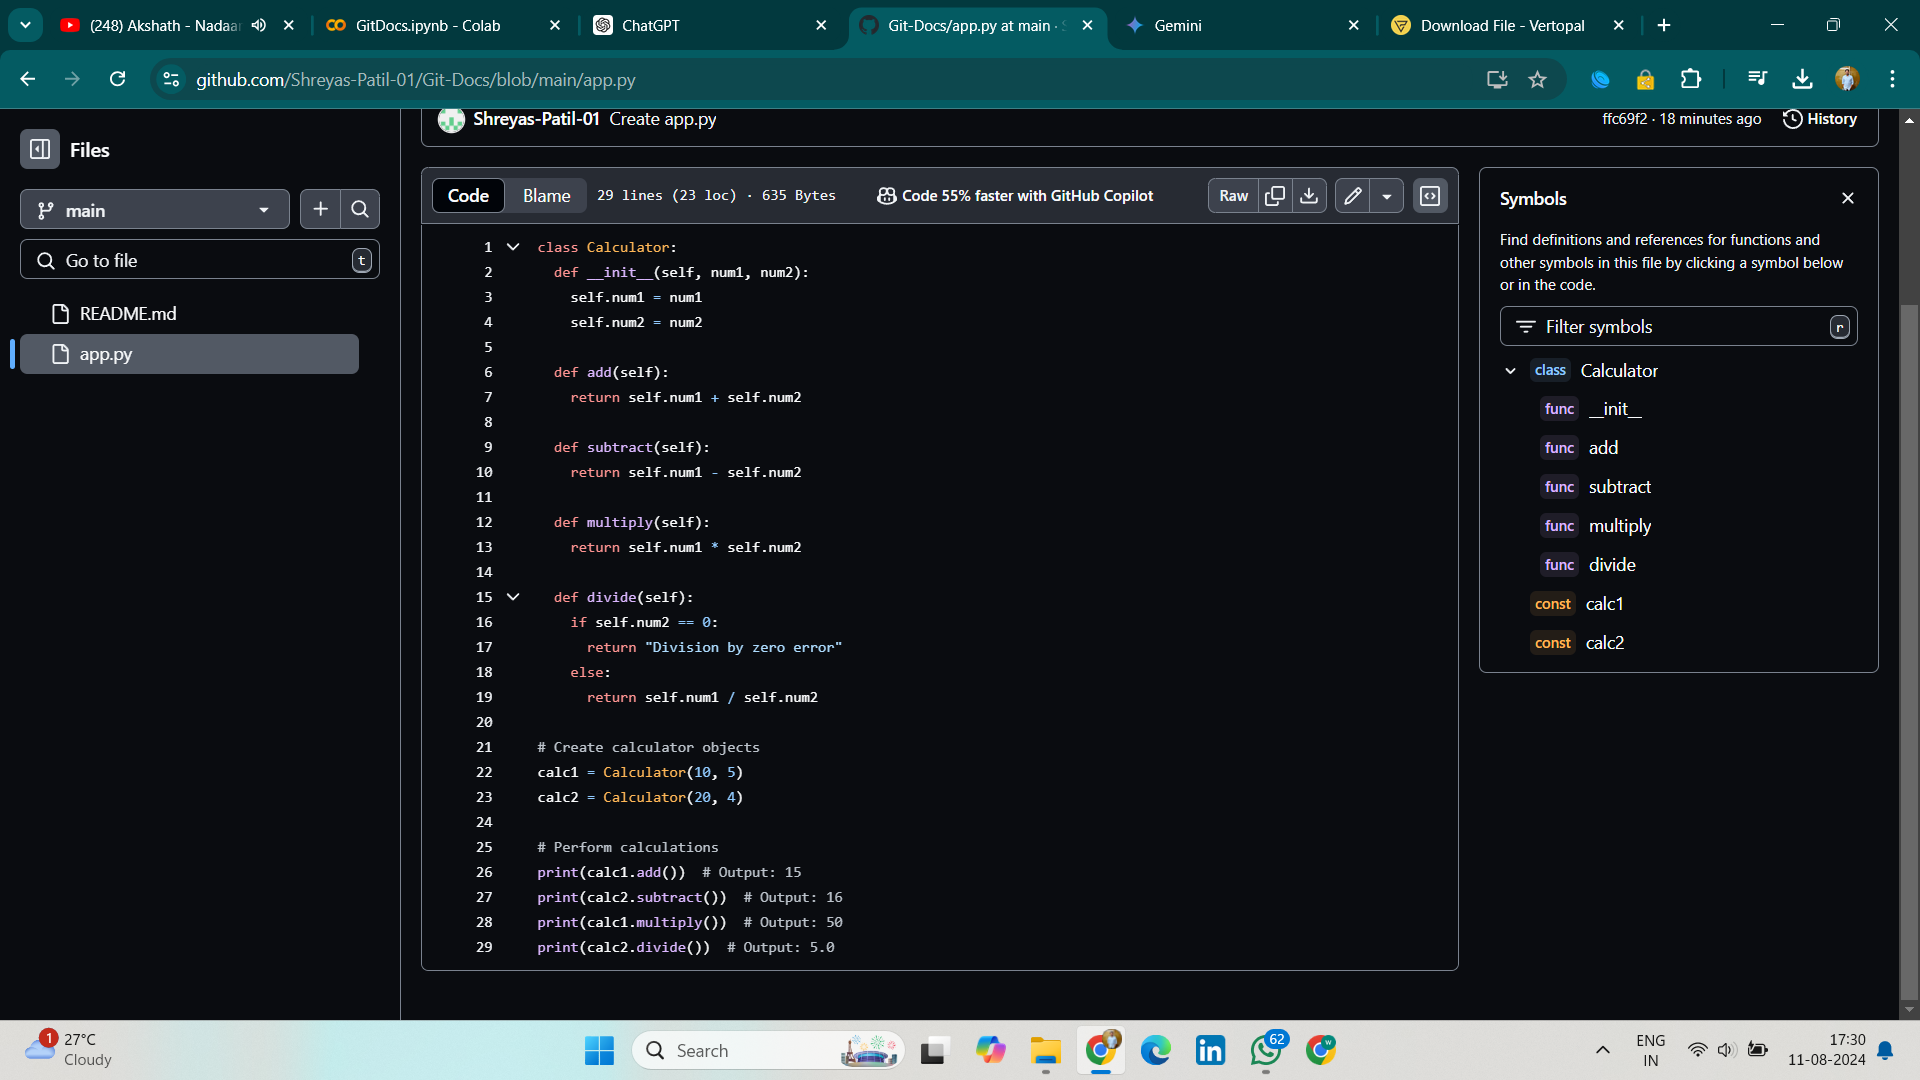 (248) Akshath - Nadaa
GitDocs.ipynb - Colab
ChatGPT
Git-Docs/app.py at main ·
Gemini
Download File - Vertopal
github.com/Shreyas-Patil-01/Git-Docs/blob/main/app.py
Files
main
Go to file
t
README.md
app.py
Shreyas-Patil-01 Create app.py
ffc69f2 · 18 minutes ago
History
Code
Blame
29 lines (23 loc) · 635 Bytes
Code 55% faster with GitHub Copilot
Raw
1 class Calculator:
2   def __init__(self, num1, num2):
3     self.num1 = num1
4     self.num2 = num2
5
6   def add(self):
7     return self.num1 + self.num2
8
9   def subtract(self):
10     return self.num1 - self.num2
11
12   def multiply(self):
13     return self.num1 * self.num2
14
15   def divide(self):
16     if self.num2 == 0:
17       return "Division by zero error"
18     else:
19       return self.num1 / self.num2
20
21 # Create calculator objects
22 calc1 = Calculator(10, 5)
23 calc2 = Calculator(20, 4)
24
25 # Perform calculations
26 print(calc1.add())  # Output: 15
27 print(calc2.subtract())  # Output: 16
28 print(calc1.multiply())  # Output: 50
29 print(calc2.divide())  # Output: 5.0
Symbols
Find definitions and references for functions and
other symbols in this file by clicking a symbol below
or in the code.
Filter symbols
r
class Calculator
func __init__
func add
func subtract
func multiply
func divide
const calc1
const calc2
1
27°C
Cloudy
Search
62
W
ENG
IN
17:30
11-08-2024